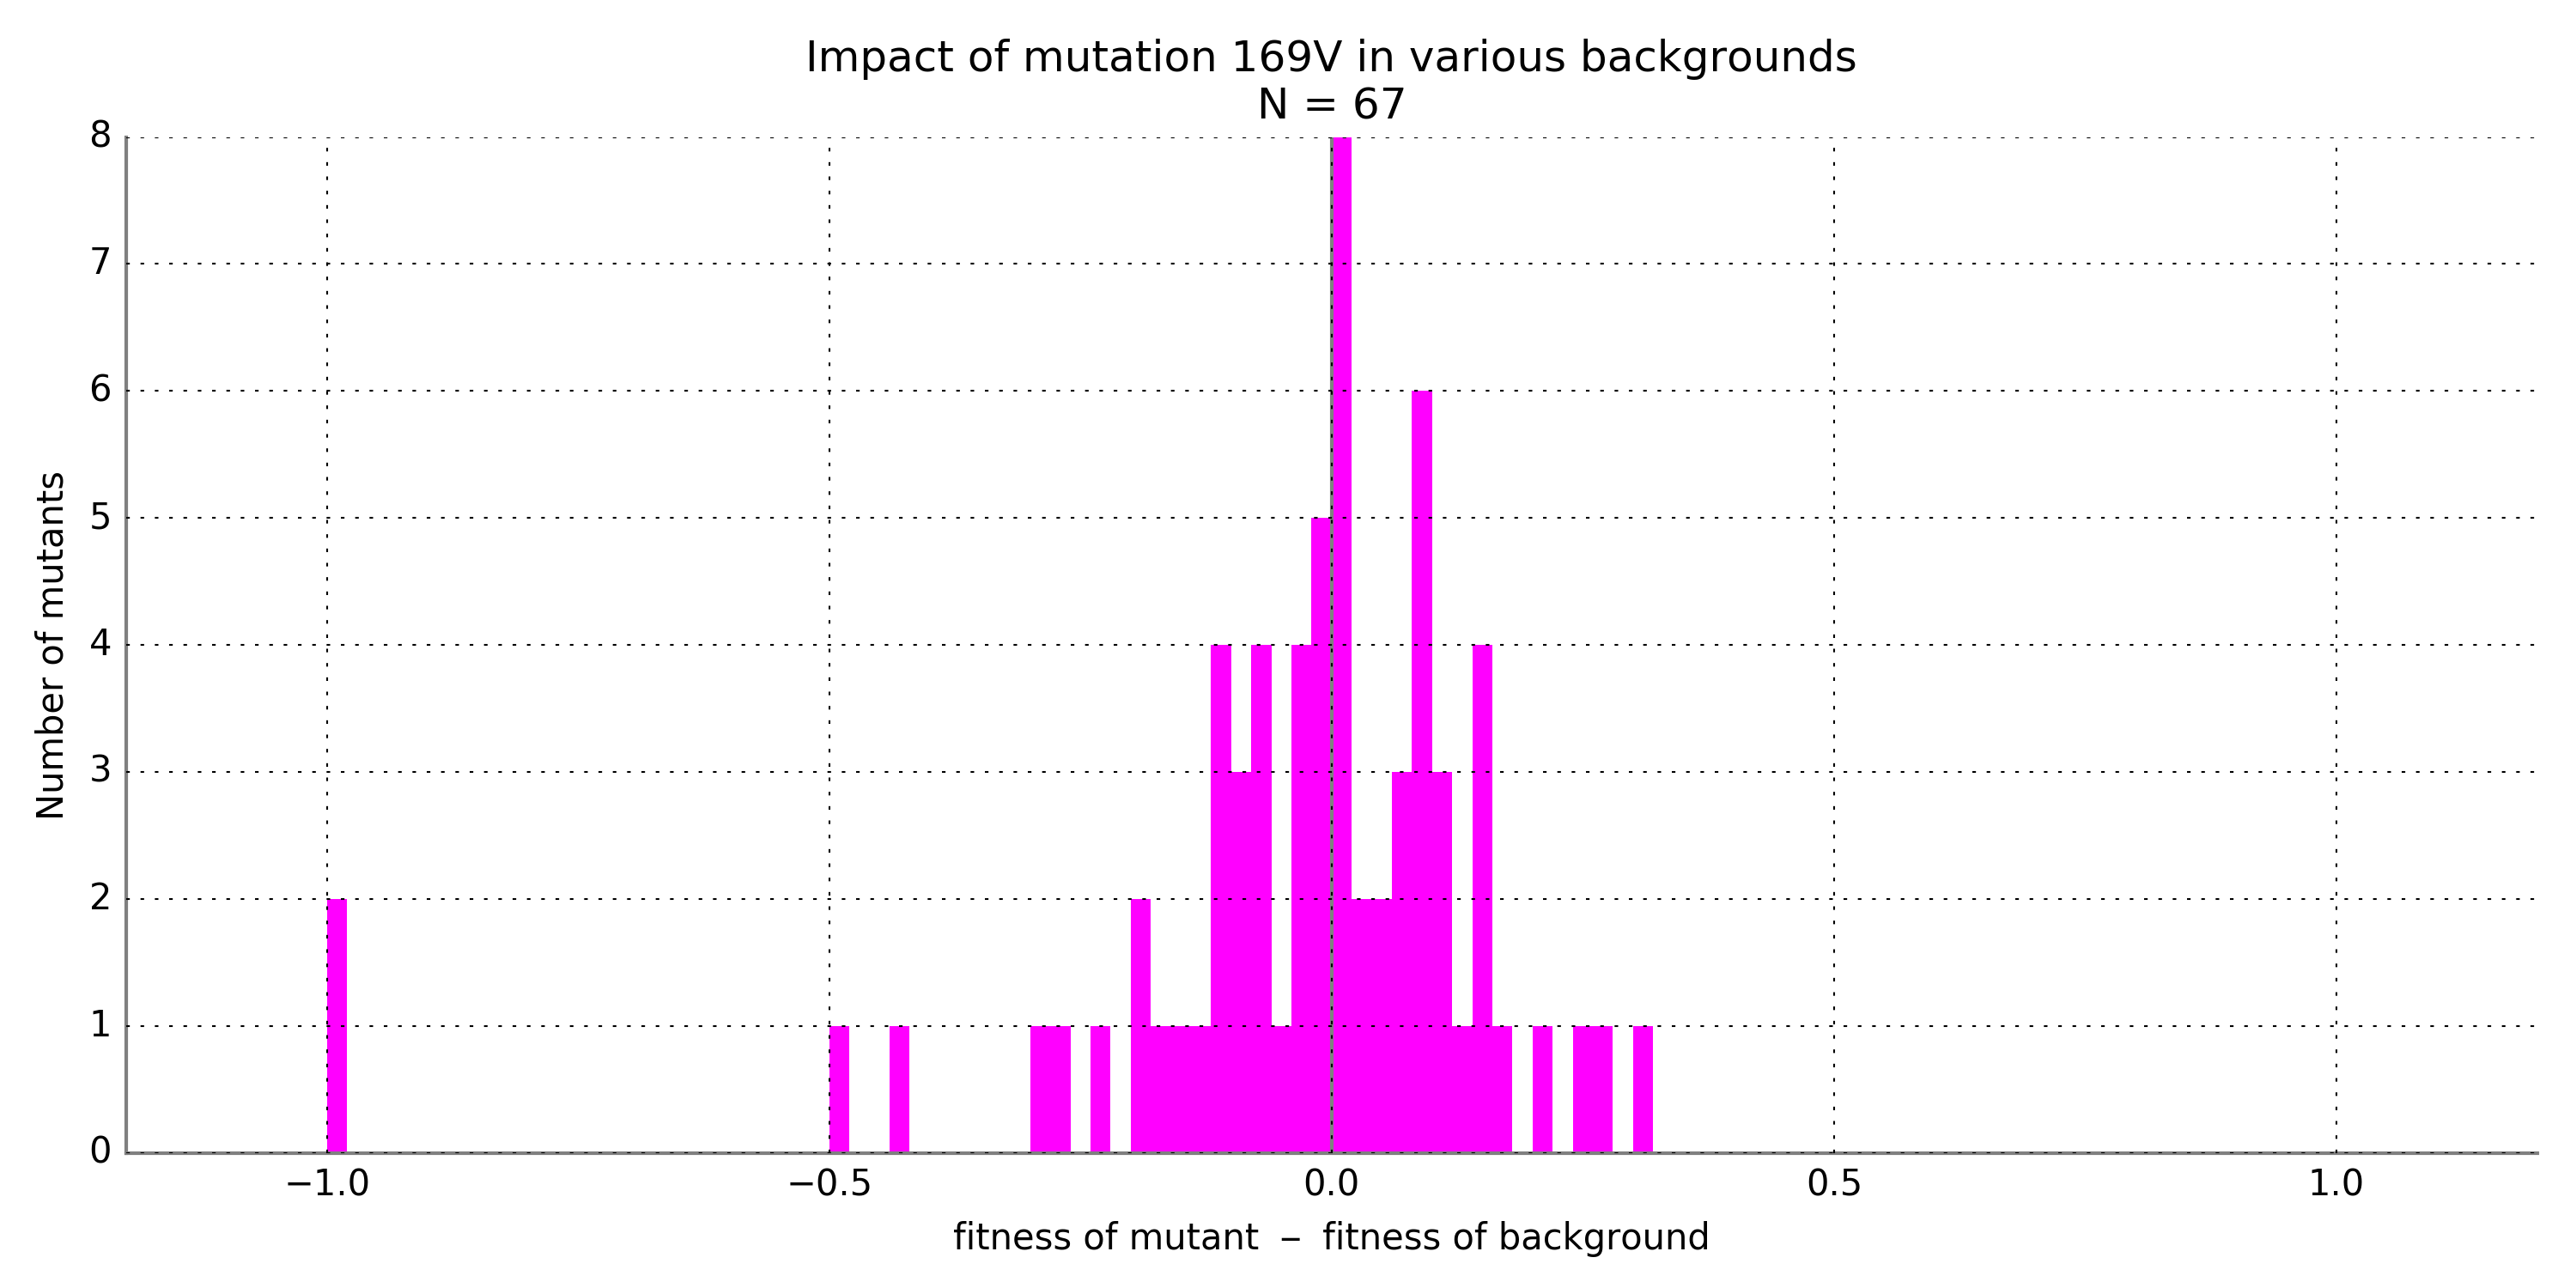 Impact of mutation 169V in various backgrounds
N = 67
8
7
6
5
4
3
2
1
0
Number of mutants
−1.0 −0.5 0.0 0.5 1.0
fitness of mutant – fitness of background